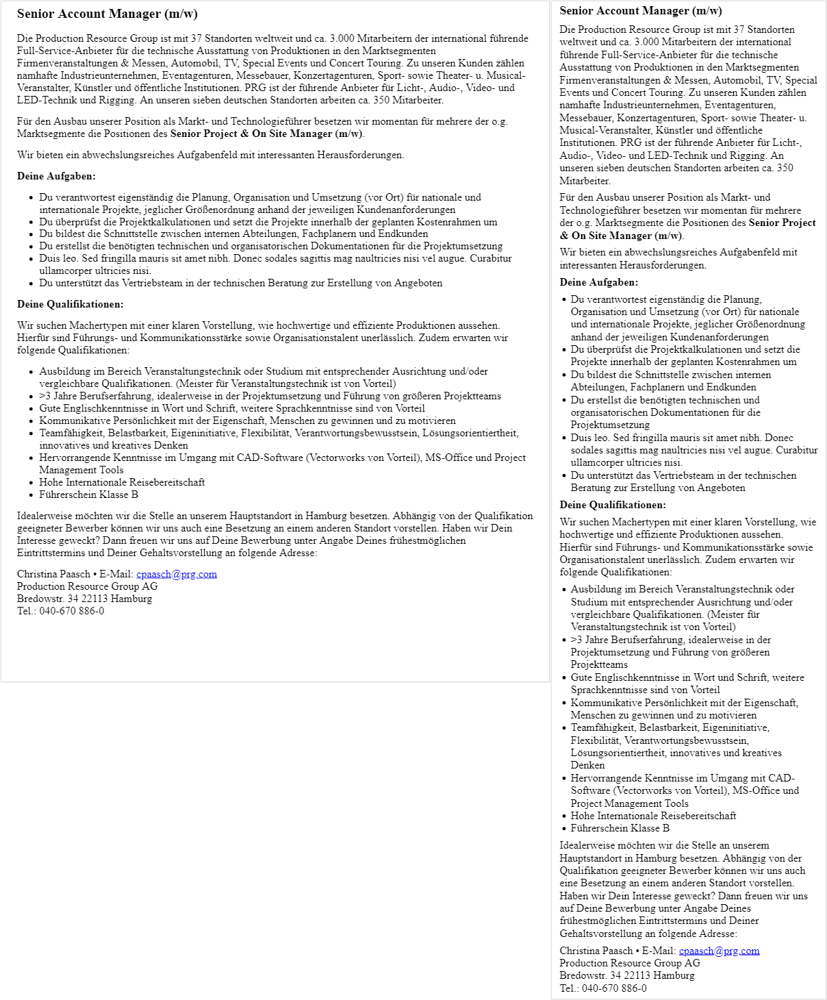 Senior Account Manager (m/w)
Die Production Resource Group ist mit 37 Standorten weltweit und ca. 3.000 Mitarbeitern der international führende
Full-Service-Anbieter für die technische Ausstattung von Produktionen in den Marktsegmenten
Firmenveranstaltungen & Messen, Automobil, TV, Special Events und Concert Touring. Zu unseren Kunden zählen
namhafte Industrieunternehmen, Eventagenturen, Messebauer, Konzertagenturen, Sport- sowie Theater- u. Musical-
Veranstalter, Künstler und öffentliche Institutionen. PRG ist der führende Anbieter für Licht-, Audio-, Video- und
LED-Technik und Rigging. An unseren sieben deutschen Standorten arbeiten ca. 350 Mitarbeiter.
Für den Ausbau unserer Position als Markt- und Technologieführer besetzen wir momentan für mehrere der o.g.
Marktsegmente die Positionen des Senior Project & On Site Manager (m/w).
Wir bieten ein abwechslungsreiches Aufgabenfeld mit interessanten Herausforderungen.
Deine Aufgaben:
• Du verantwortest eigenständig die Planung, Organisation und Umsetzung (vor Ort) für nationale und
internationale Projekte, jeglicher Größenordnung anhand der jeweiligen Kundenanforderungen
• Du überprüfst die Projektkalkulationen und setzt die Projekte innerhalb der geplanten Kostenrahmen um
• Du bildest die Schnittstelle zwischen internen Abteilungen, Fachplanern und Endkunden
• Du erstellst die benötigten technischen und organisatorischen Dokumentationen für die Projektumsetzung
• Duis leo. Sed fringilla mauris sit amet nibh. Donec sodales sagittis mag naultricies nisi vel augue. Curabitur
ullamcorper ultricies nisi.
• Du unterstützt das Vertriebsteam in der technischen Beratung zur Erstellung von Angeboten
Deine Qualifikationen:
Wir suchen Machertypen mit einer klaren Vorstellung, wie hochwertige und effiziente Produktionen aussehen.
Hierfür sind Führungs- und Kommunikationsstärke sowie Organisationstalent unerlässlich. Zudem erwarten wir
folgende Qualifikationen:
• Ausbildung im Bereich Veranstaltungstechnik oder Studium mit entsprechender Ausrichtung und/oder
vergleichbare Qualifikationen. (Meister für Veranstaltungstechnik ist von Vorteil)
• >3 Jahre Berufserfahrung, idealerweise in der Projektumsetzung und Führung von größeren Projektteams
• Gute Englischkenntnisse in Wort und Schrift, weitere Sprachkenntnisse sind von Vorteil
• Kommunikative Persönlichkeit mit der Eigenschaft, Menschen zu gewinnen und zu motivieren
• Teamfähigkeit, Belastbarkeit, Eigeninitiative, Flexibilität, Verantwortungsbewusstsein, Lösungsorientiertheit,
innovatives und kreatives Denken
• Hervorrangende Kenntnisse im Umgang mit CAD-Software (Vectorworks von Vorteil), MS-Office und Project
Management Tools
• Hohe Internationale Reisebereitschaft
• Führerschein Klasse B
Idealerweise möchten wir die Stelle an unserem Hauptstandort in Hamburg besetzen. Abhängig von der Qualifikation
geeigneter Bewerber können wir uns auch eine Besetzung an einem anderen Standort vorstellen. Haben wir Dein
Interesse geweckt? Dann freuen wir uns auf Deine Bewerbung unter Angabe Deines frühestmöglichen
Eintrittstermins und Deiner Gehaltsvorstellung an folgende Adresse:
Christina Paasch • E-Mail: cpaasch@prg.com
Production Resource Group AG
Bredowstr. 34 22113 Hamburg
Tel.: 040-670 886-0
Senior Account Manager (m/w)
Die Production Resource Group ist mit 37 Standorten
weltweit und ca. 3.000 Mitarbeitern der international
führende Full-Service-Anbieter für die technische
Ausstattung von Produktionen in den Marktsegmenten
Firmenveranstaltungen & Messen, Automobil, TV, Special
Events und Concert Touring. Zu unseren Kunden zählen
namhafte Industrieunternehmen, Eventagenturen,
Messebauer, Konzertagenturen, Sport- sowie Theater- u.
Musical-Veranstalter, Künstler und öffentliche
Institutionen. PRG ist der führende Anbieter für Licht-,
Audio-, Video- und LED-Technik und Rigging. An
unseren sieben deutschen Standorten arbeiten ca. 350
Mitarbeiter.
Für den Ausbau unserer Position als Markt- und
Technologieführer besetzen wir momentan für mehrere
der o.g. Marktsegmente die Positionen des Senior Project
& On Site Manager (m/w).
Wir bieten ein abwechslungsreiches Aufgabenfeld mit
interessanten Herausforderungen.
Deine Aufgaben:
• Du verantwortest eigenständig die Planung,
Organisation und Umsetzung (vor Ort) für nationale
und internationale Projekte, jeglicher Größenordnung
anhand der jeweiligen Kundenanforderungen
• Du überprüfst die Projektkalkulationen und setzt die
Projekte innerhalb der geplanten Kostenrahmen um
• Du bildest die Schnittstelle zwischen internen
Abteilungen, Fachplanern und Endkunden
• Du erstellst die benötigten technischen und
organisatorischen Dokumentationen für die
Projektumsetzung
• Duis leo. Sed fringilla mauris sit amet nibh. Donec
sodales sagittis mag naultricies nisi vel augue. Curabitur
ullamcorper ultricies nisi.
• Du unterstützt das Vertriebsteam in der technischen
Beratung zur Erstellung von Angeboten
Deine Qualifikationen:
Wir suchen Machertypen mit einer klaren Vorstellung, wie
hochwertige und effiziente Produktionen aussehen.
Hierfür sind Führungs- und Kommunikationsstärke sowie
Organisationstalent unerlässlich. Zudem erwarten wir
folgende Qualifikationen:
• Ausbildung im Bereich Veranstaltungstechnik oder
Studium mit entsprechender Ausrichtung und/oder
vergleichbare Qualifikationen. (Meister für
Veranstaltungstechnik ist von Vorteil)
• >3 Jahre Berufserfahrung, idealerweise in der
Projektumsetzung und Führung von größeren
Projektteams
• Gute Englischkenntnisse in Wort und Schrift, weitere
Sprachkenntnisse sind von Vorteil
• Kommunikative Persönlichkeit mit der Eigenschaft,
Menschen zu gewinnen und zu motivieren
• Teamfähigkeit, Belastbarkeit, Eigeninitiative,
Flexibilität, Verantwortungsbewusstsein,
Lösungsorientiertheit, innovatives und kreatives
Denken
• Hervorrangende Kenntnisse im Umgang mit CAD-
Software (Vectorworks von Vorteil), MS-Office und
Project Management Tools
• Hohe Internationale Reisebereitschaft
• Führerschein Klasse B
Idealerweise möchten wir die Stelle an unserem
Hauptstandort in Hamburg besetzen. Abhängig von der
Qualifikation geeigneter Bewerber können wir uns auch
eine Besetzung an einem anderen Standort vorstellen.
Haben wir Dein Interesse geweckt? Dann freuen wir uns
auf Deine Bewerbung unter Angabe Deines
frühestmöglichen Eintrittstermins und Deiner
Gehaltsvorstellung an folgende Adresse:
Christina Paasch • E-Mail: cpaasch@prg.com
Production Resource Group AG
Bredowstr. 34 22113 Hamburg
Tel.: 040-670 886-0